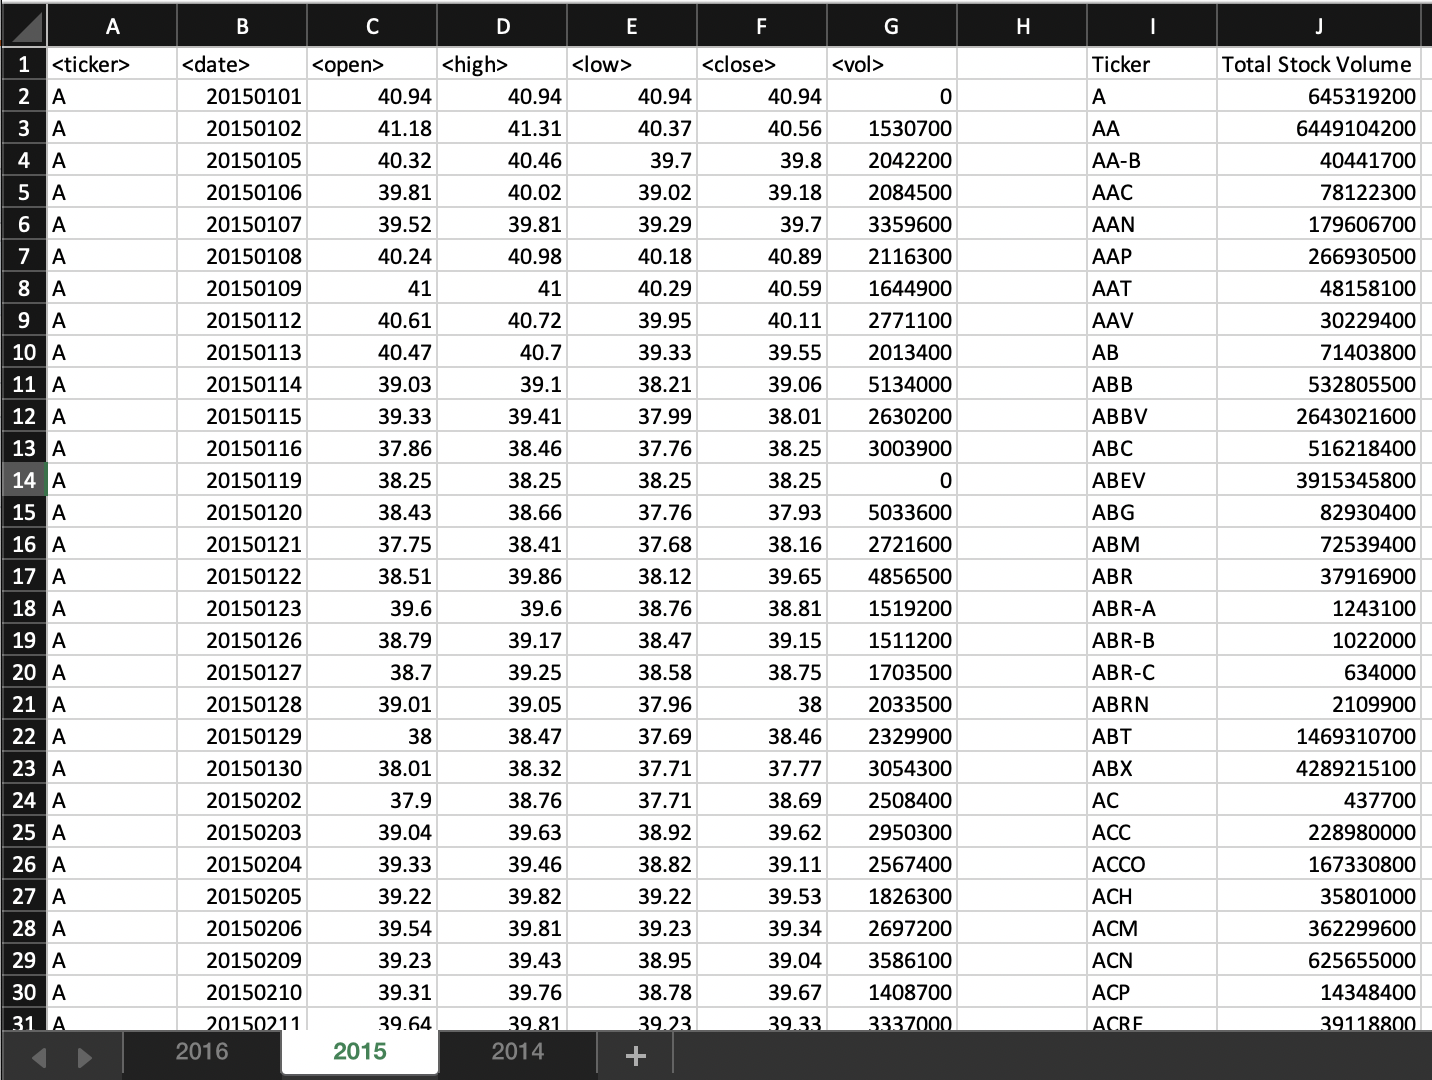 A B C D E F G H I J
1 <ticker> <date> <open> <high> <low> <close> <vol> Ticker Total Stock Volume
2 A 20150101 40.94 40.94 40.94 40.94 0 A 645319200
3 A 20150102 41.18 41.31 40.37 40.56 1530700 AA 6449104200
4 A 20150105 40.32 40.46 39.7 39.8 2042200 AA-B 40441700
5 A 20150106 39.81 40.02 39.02 39.18 2084500 AAC 78122300
6 A 20150107 39.52 39.81 39.29 39.7 3359600 AAN 179606700
7 A 20150108 40.24 40.98 40.18 40.89 2116300 AAP 266930500
8 A 20150109 41 41 40.29 40.59 1644900 AAT 48158100
9 A 20150112 40.61 40.72 39.95 40.11 2771100 AAV 30229400
10 A 20150113 40.47 40.7 39.33 39.55 2013400 AB 71403800
11 A 20150114 39.03 39.1 38.21 39.06 5134000 ABB 532805500
12 A 20150115 39.33 39.41 37.99 38.01 2630200 ABBV 2643021600
13 A 20150116 37.86 38.46 37.76 38.25 3003900 ABC 516218400
14 A 20150119 38.25 38.25 38.25 38.25 0 ABEV 3915345800
15 A 20150120 38.43 38.66 37.76 37.93 5033600 ABG 82930400
16 A 20150121 37.75 38.41 37.68 38.16 2721600 ABM 72539400
17 A 20150122 38.51 39.86 38.12 39.65 4856500 ABR 37916900
18 A 20150123 39.6 39.6 38.76 38.81 1519200 ABR-A 1243100
19 A 20150126 38.79 39.17 38.47 39.15 1511200 ABR-B 1022000
20 A 20150127 38.7 39.25 38.58 38.75 1703500 ABR-C 634000
21 A 20150128 39.01 39.05 37.96 38 2033500 ABRN 2109900
22 A 20150129 38 38.47 37.69 38.46 2329900 ABT 1469310700
23 A 20150130 38.01 38.32 37.71 37.77 3054300 ABX 4289215100
24 A 20150202 37.9 38.76 37.71 38.69 2508400 AC 437700
25 A 20150203 39.04 39.63 38.92 39.62 2950300 ACC 228980000
26 A 20150204 39.33 39.46 38.82 39.11 2567400 ACCO 167330800
27 A 20150205 39.22 39.82 39.22 39.53 1826300 ACH 35801000
28 A 20150206 39.54 39.81 39.23 39.34 2697200 ACM 362299600
29 A 20150209 39.23 39.43 38.95 39.04 3586100 ACN 625655000
30 A 20150210 39.31 39.76 38.78 39.67 1408700 ACP 14348400
31 A 20150211 39.64 39.81 39.23 39.33 3337000 ACRE 39118800
2016 2015 2014 +